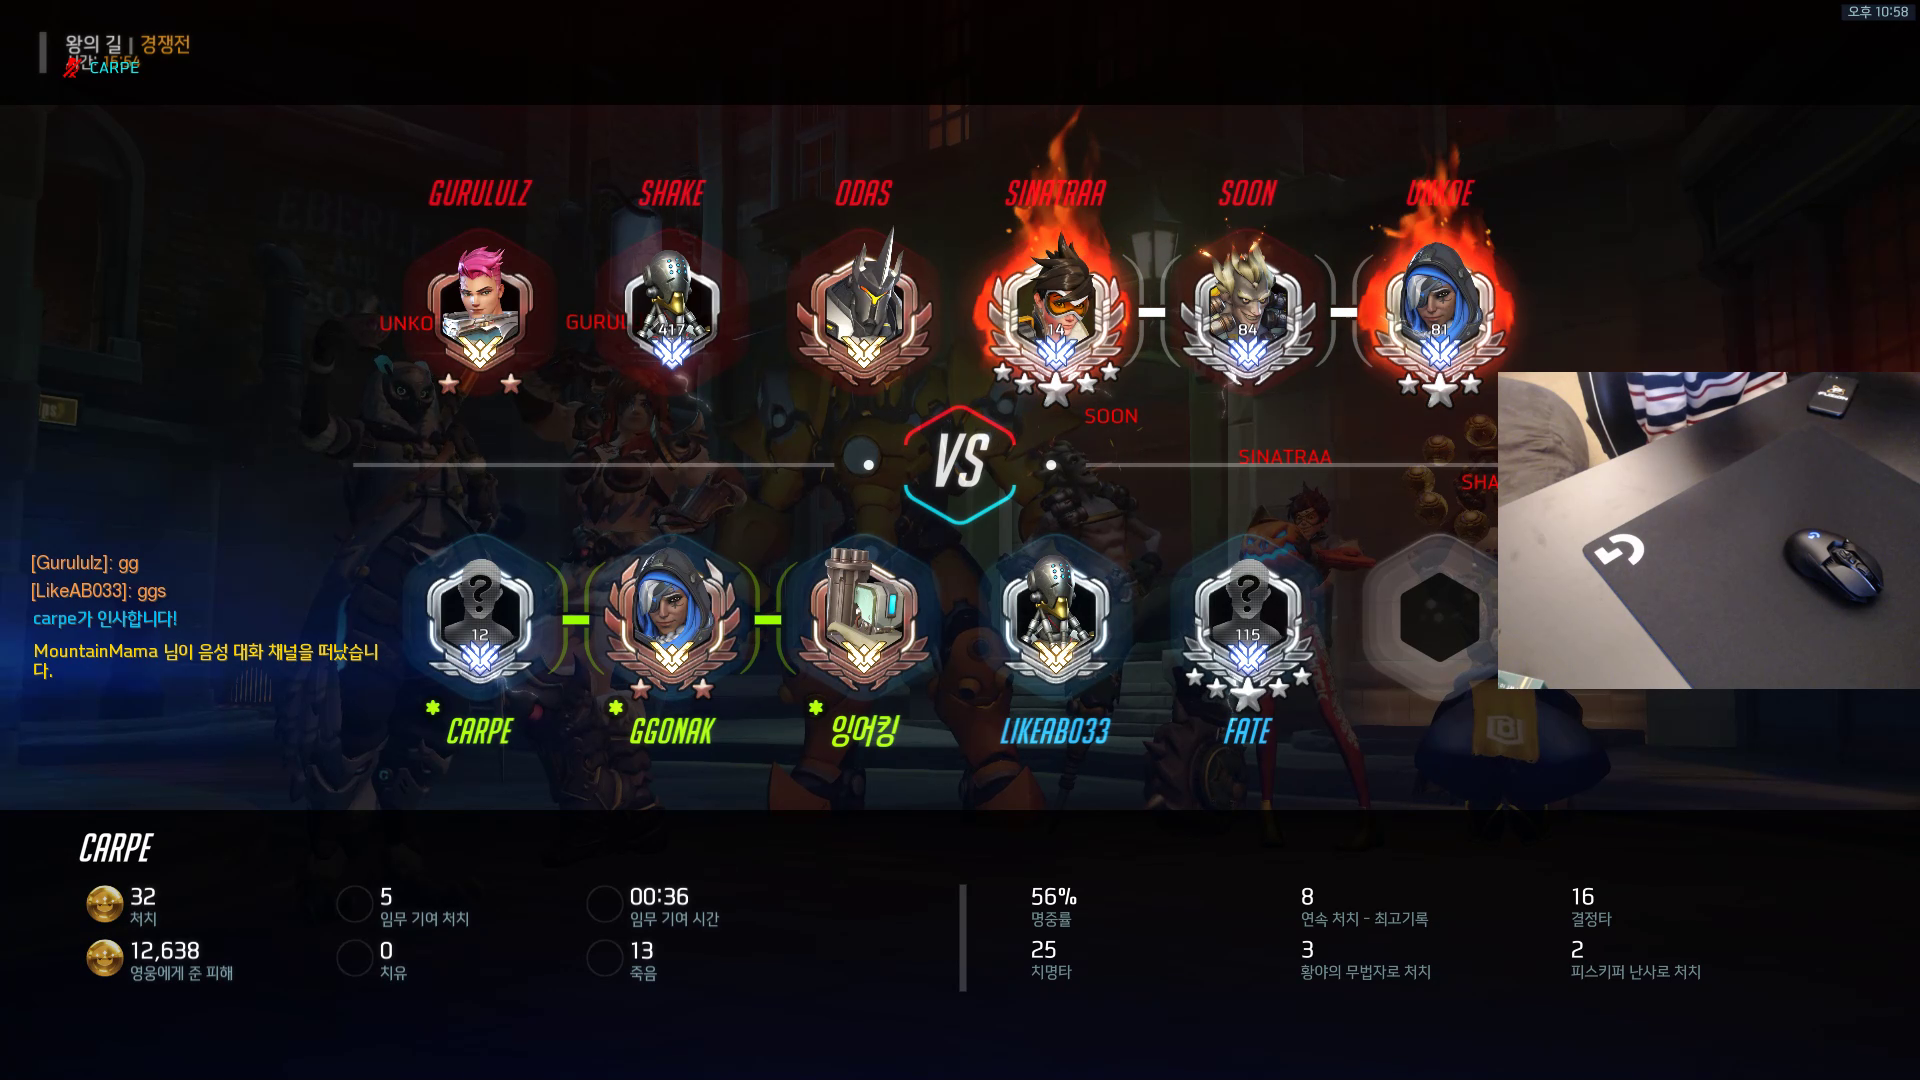 오후 10:58
왕의 길 | 경쟁전
시간: 15:54
CARPE
GURULULZ
SHAKE
ODAS
SINATRAA
SOON
UNKOE
UNKO
GURUL
417
14
84
81
SOON
VS
SINATRAA
SHA
[Gurululz]: gg
[LikeAB033]: ggs
carpe가 인사합니다!
MountainMama 님이 음성 대화 채널을 떠났습니
다.
12
115
CARPE
GGONAK
잉어킹
LIKEAB033
FATE
CARPE
32
처치
5
임무 기여 처치
00:36
임무 기여 시간
56%
명중률
8
연속 처치 - 최고기록
16
결정타
12,638
영웅에게 준 피해
0
치유
13
죽음
25
치명타
3
황야의 무법자로 처치
2
피스키퍼 난사로 처치